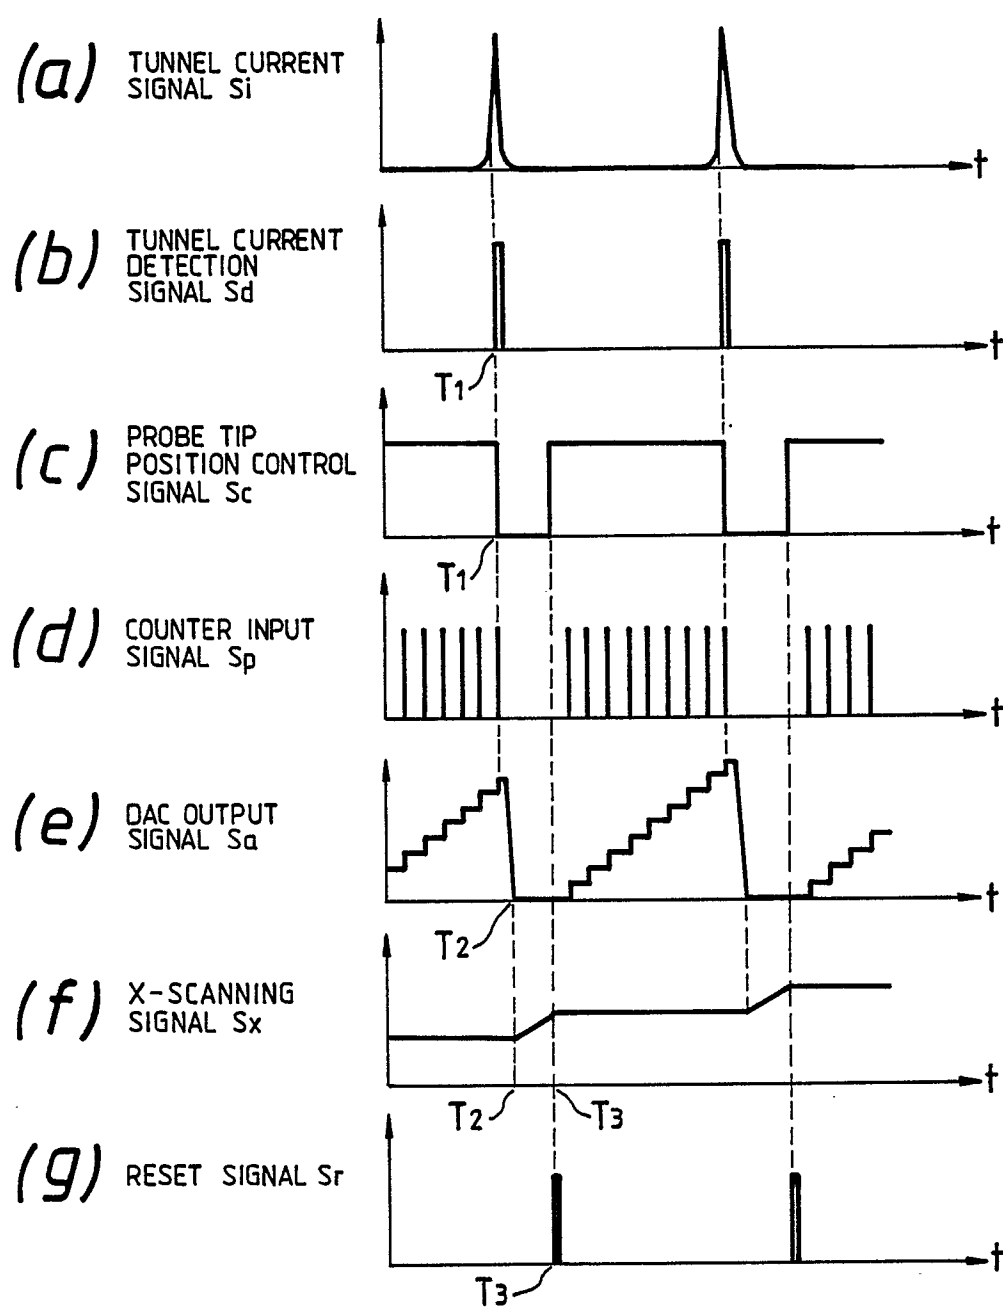 (a) TUNNEL CURRENT
SIGNAL Si
t
(b) TUNNEL CURRENT
DETECTION
SIGNAL Sd
t
T1
(c) PROBE TIP
POSITION CONTROL
SIGNAL Sc
t
T1
(d) COUNTER INPUT
SIGNAL Sp
t
(e) DAC OUTPUT
SIGNAL Sa
t
T2
(f) X-SCANNING
SIGNAL Sx
t
T2 T3
(g) RESET SIGNAL Sr
t
T3